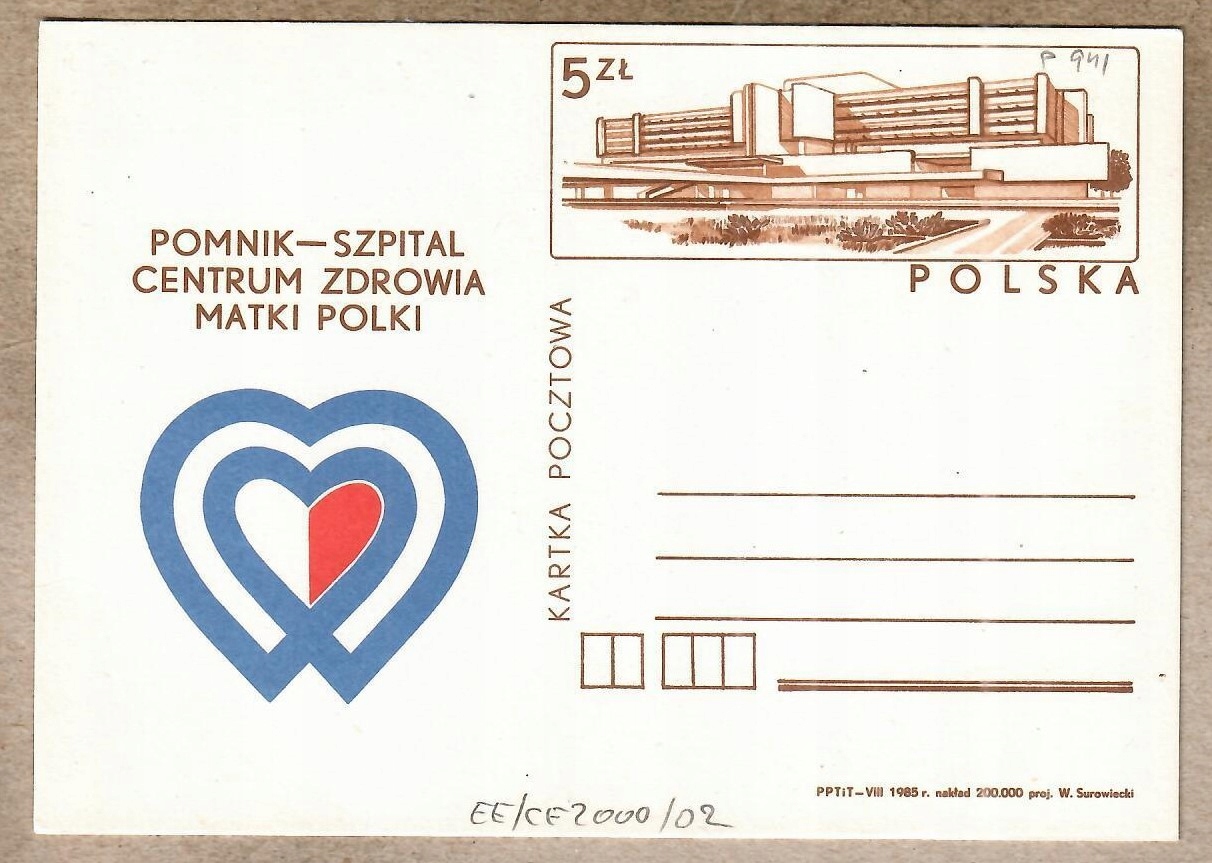 5 ZŁ
P 941
POLSKA
POMNIK—SZPITAL
CENTRUM ZDROWIA
MATKI POLKI
KARTKA POCZTOWA
PPTiT—VIII 1985 r. nakład 200.000 proj. W. Surowiecki
EE/CE2000/02